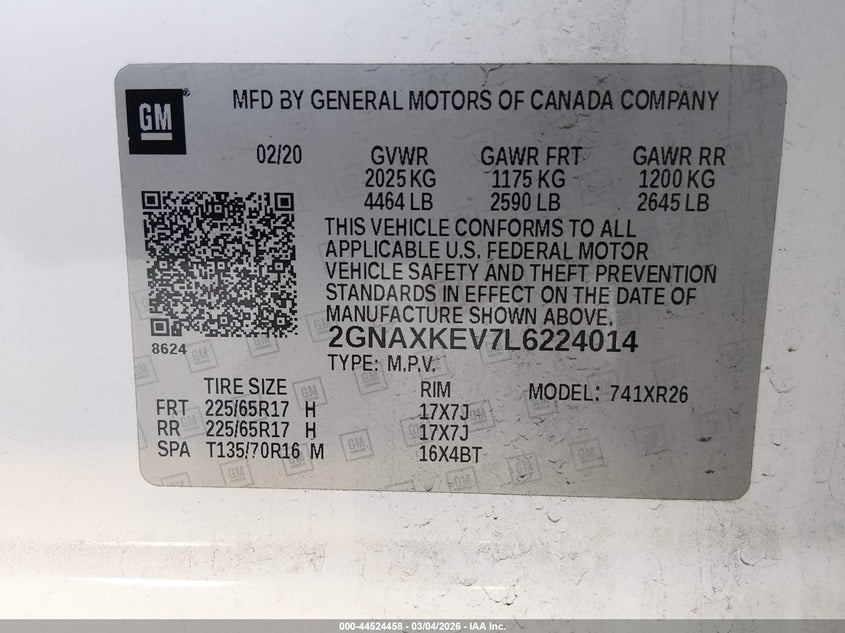 MFD BY GENERAL MOTORS OF CANADA COMPANY
GM®
02/20 GVWR GAWR FRT GAWR RR
2025 KG 1175 KG 1200 KG
4464 LB 2590 LB 2645 LB
THIS VEHICLE CONFORMS TO ALL
APPLICABLE U.S. FEDERAL MOTOR
VEHICLE SAFETY AND THEFT PREVENTION
STANDARDS IN EFFECT ON THE DATE OF
MANUFACTURE SHOWN ABOVE.
8624
2GNAXKEV7L6224014
TYPE: M.P.V.
TIRE SIZE RIM MODEL: 741XR26
FRT 225/65R17 H 17X7J
RR 225/65R17 H 17X7J
SPA T135/70R16 M 16X4BT
000-44524458 - 03/04/2026 - IAA Inc.